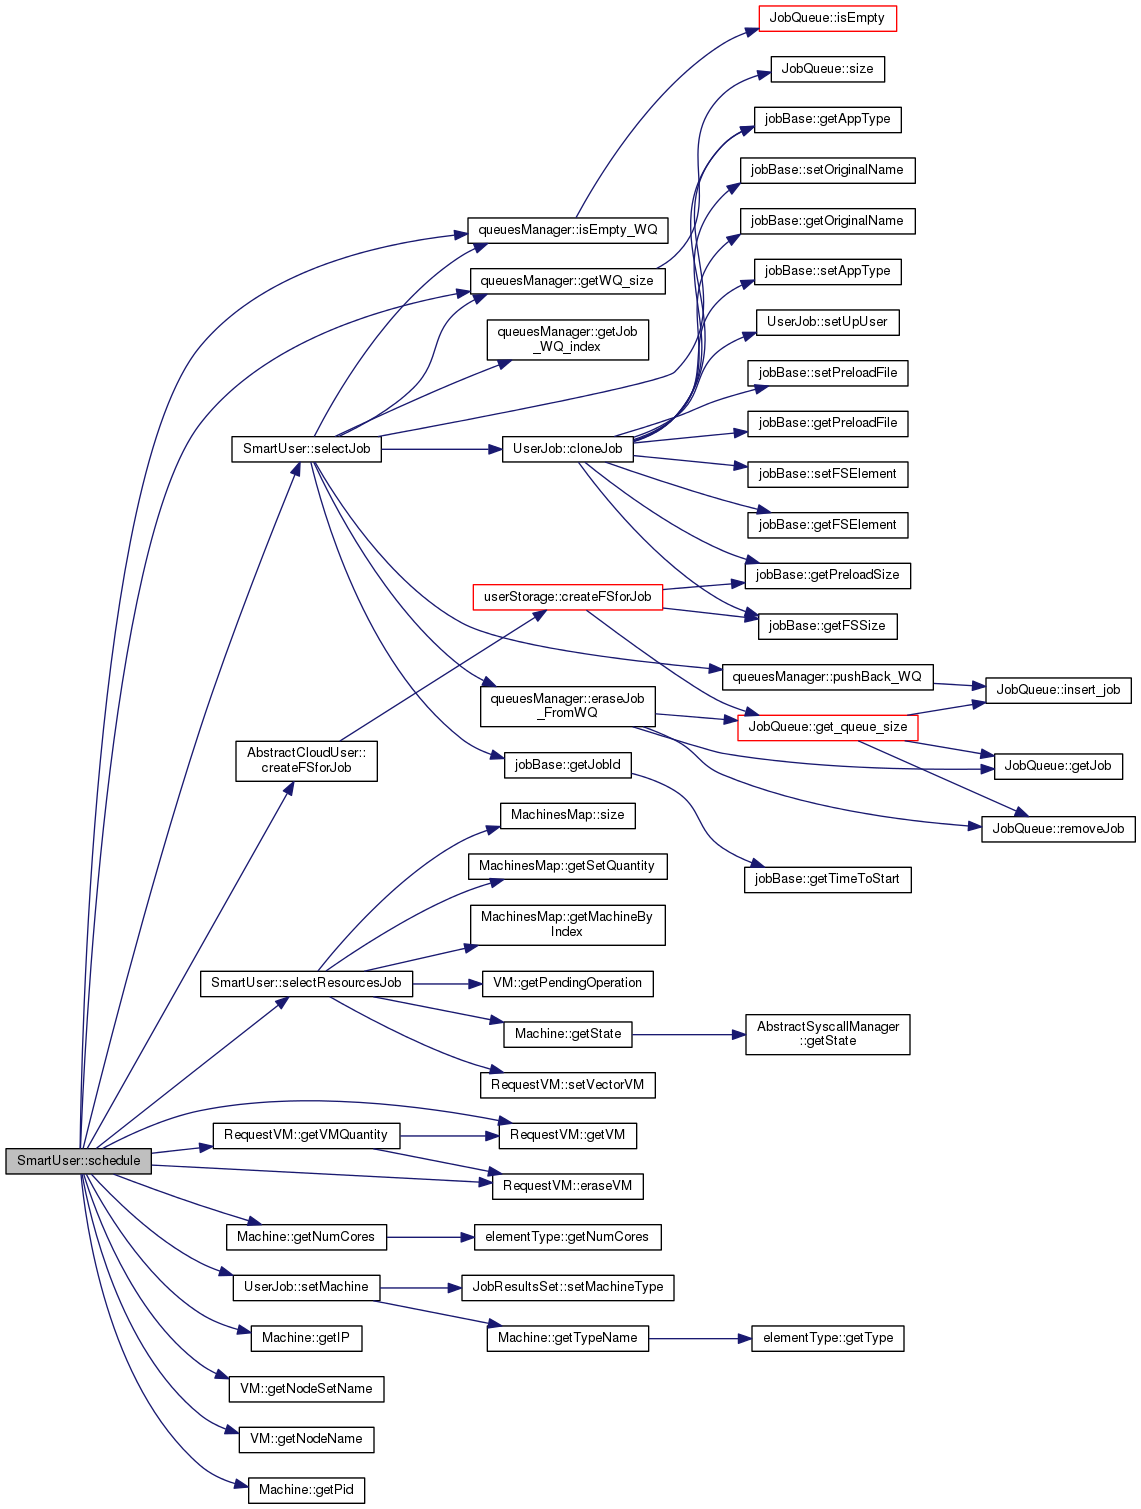 JobQueue::isEmpty
JobQueue::size
jobBase::getAppType
jobBase::setOriginalName
jobBase::getOriginalName
queuesManager::isEmpty_WQ
jobBase::setAppType
queuesManager::getWQ_size
UserJob::setUpUser
queuesManager::getJob
_WQ_index
jobBase::setPreloadFile
jobBase::getPreloadFile
SmartUser::selectJob
UserJob::cloneJob
jobBase::setFSElement
jobBase::getFSElement
jobBase::getPreloadSize
userStorage::createFSforJob
jobBase::getFSSize
queuesManager::pushBack_WQ
JobQueue::insert_job
queuesManager::eraseJob
_FromWQ
JobQueue::get_queue_size
AbstractCloudUser::
createFSforJob
jobBase::getJobId
JobQueue::getJob
MachinesMap::size
JobQueue::removeJob
MachinesMap::getSetQuantity
jobBase::getTimeToStart
MachinesMap::getMachineBy
Index
SmartUser::selectResourcesJob
VM::getPendingOperation
Machine::getState
AbstractSyscallManager
::getState
RequestVM::setVectorVM
RequestVM::getVMQuantity
RequestVM::getVM
SmartUser::schedule
RequestVM::eraseVM
Machine::getNumCores
elementType::getNumCores
UserJob::setMachine
JobResultsSet::setMachineType
Machine::getIP
Machine::getTypeName
elementType::getType
VM::getNodeSetName
VM::getNodeName
Machine::getPid